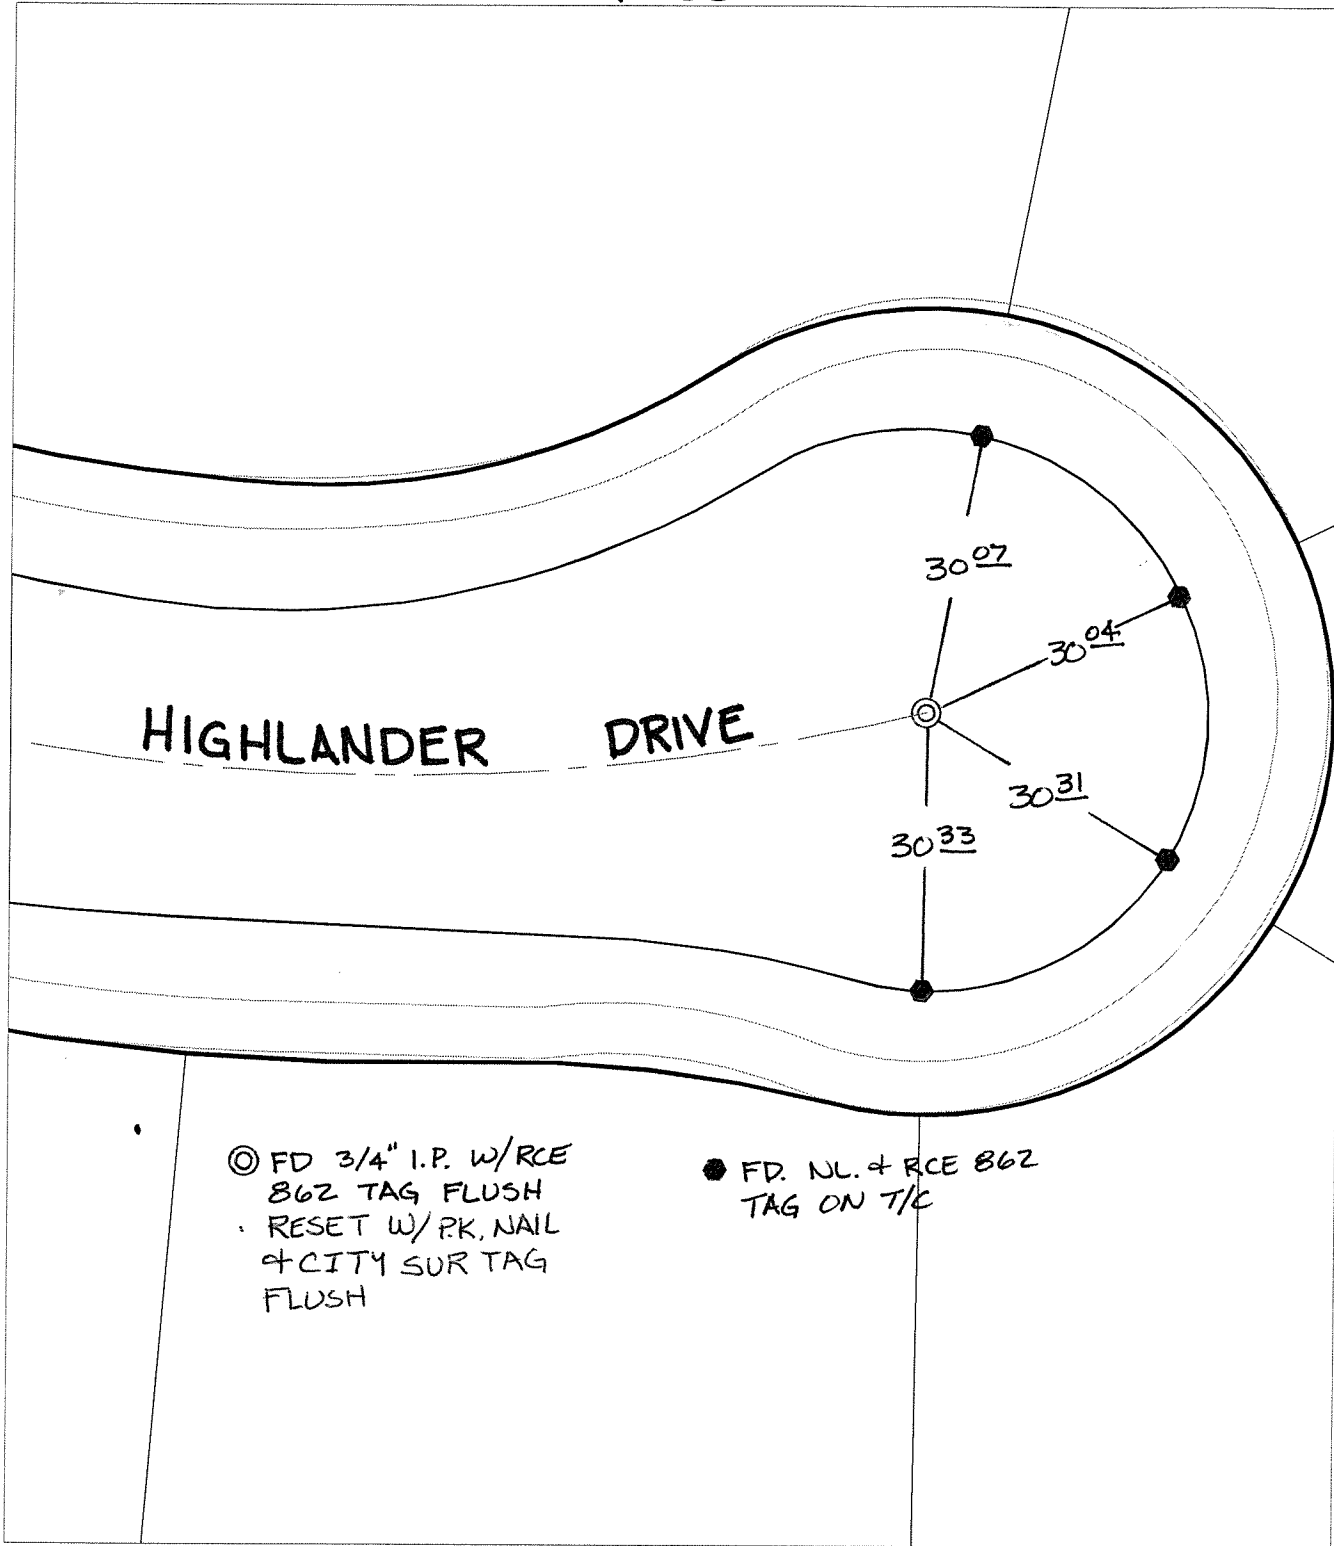 30 07
30 04
HIGHLANDER DRIVE
30 31
30 33
FD 3/4" I.P. W/RCE
862 TAG FLUSH
RESET W/ P.K. NAIL
& CITY SUR TAG
FLUSH
FD. NL. & RCE 862
TAG ON T/C